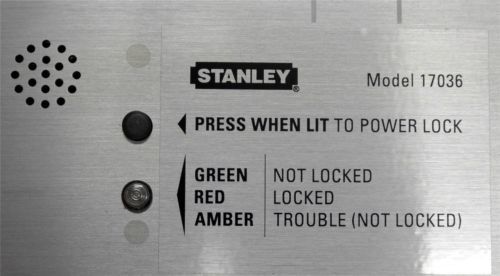 STANLEY® Model 17036
PRESS WHEN LIT TO POWER LOCK
GREEN NOT LOCKED
RED LOCKED
AMBER TROUBLE (NOT LOCKED)